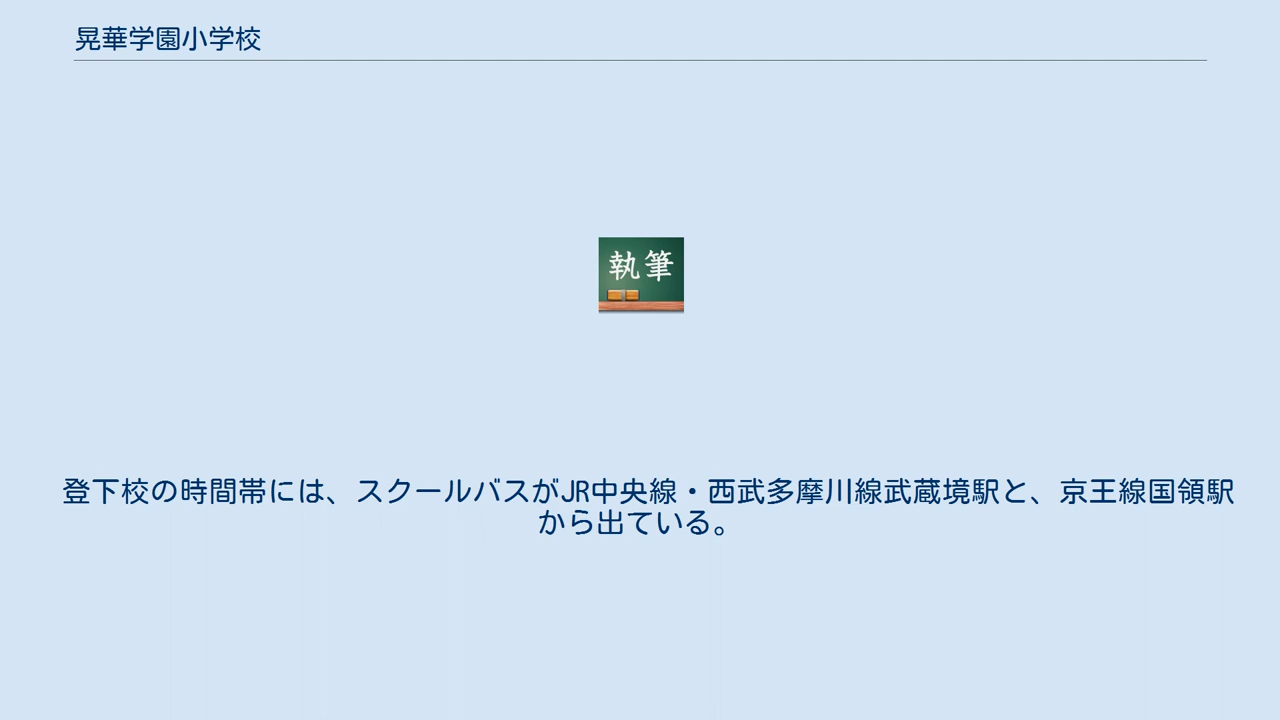 晃華学園小学校
執筆
登下校の時間帯には、スクールバスがJR中央線・西武多摩川線武蔵境駅と、京王線国領駅
から出ている。